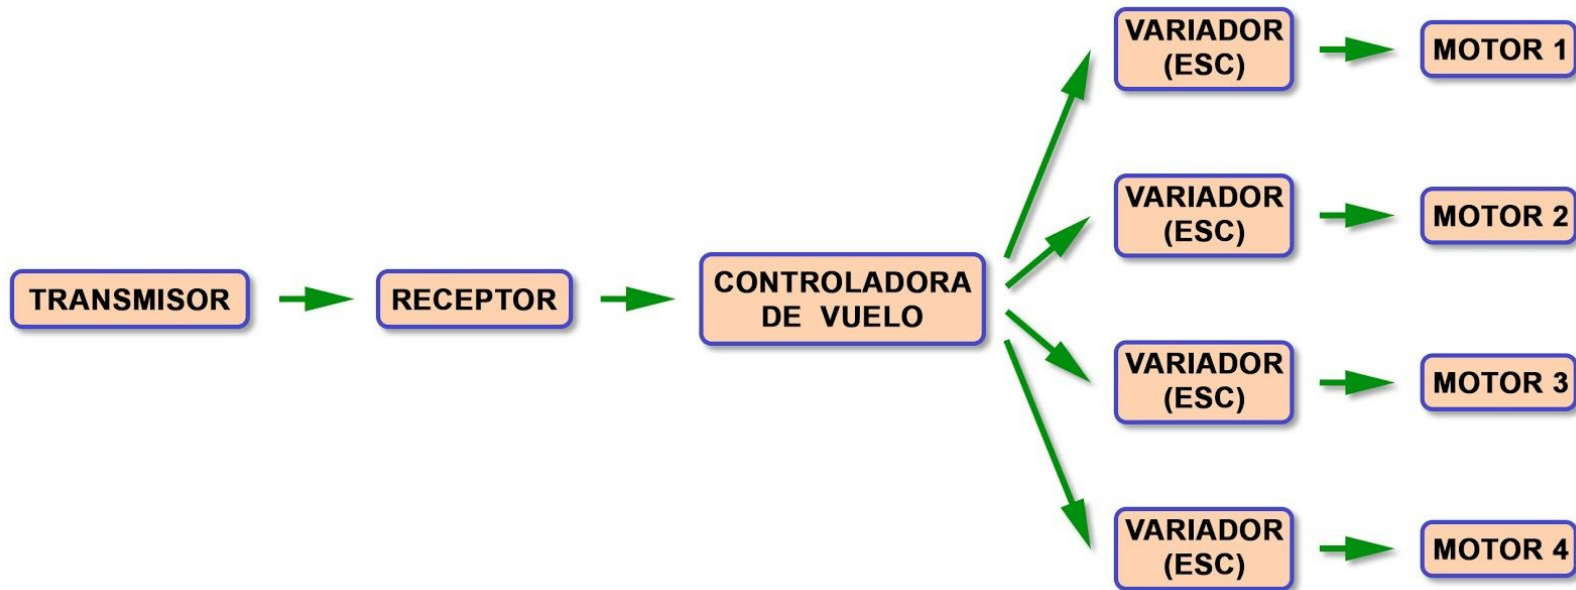 TRANSMISOR
RECEPTOR
CONTROLADORA
DE VUELO
VARIADOR
(ESC)
MOTOR 1
VARIADOR
(ESC)
MOTOR 2
VARIADOR
(ESC)
MOTOR 3
VARIADOR
(ESC)
MOTOR 4